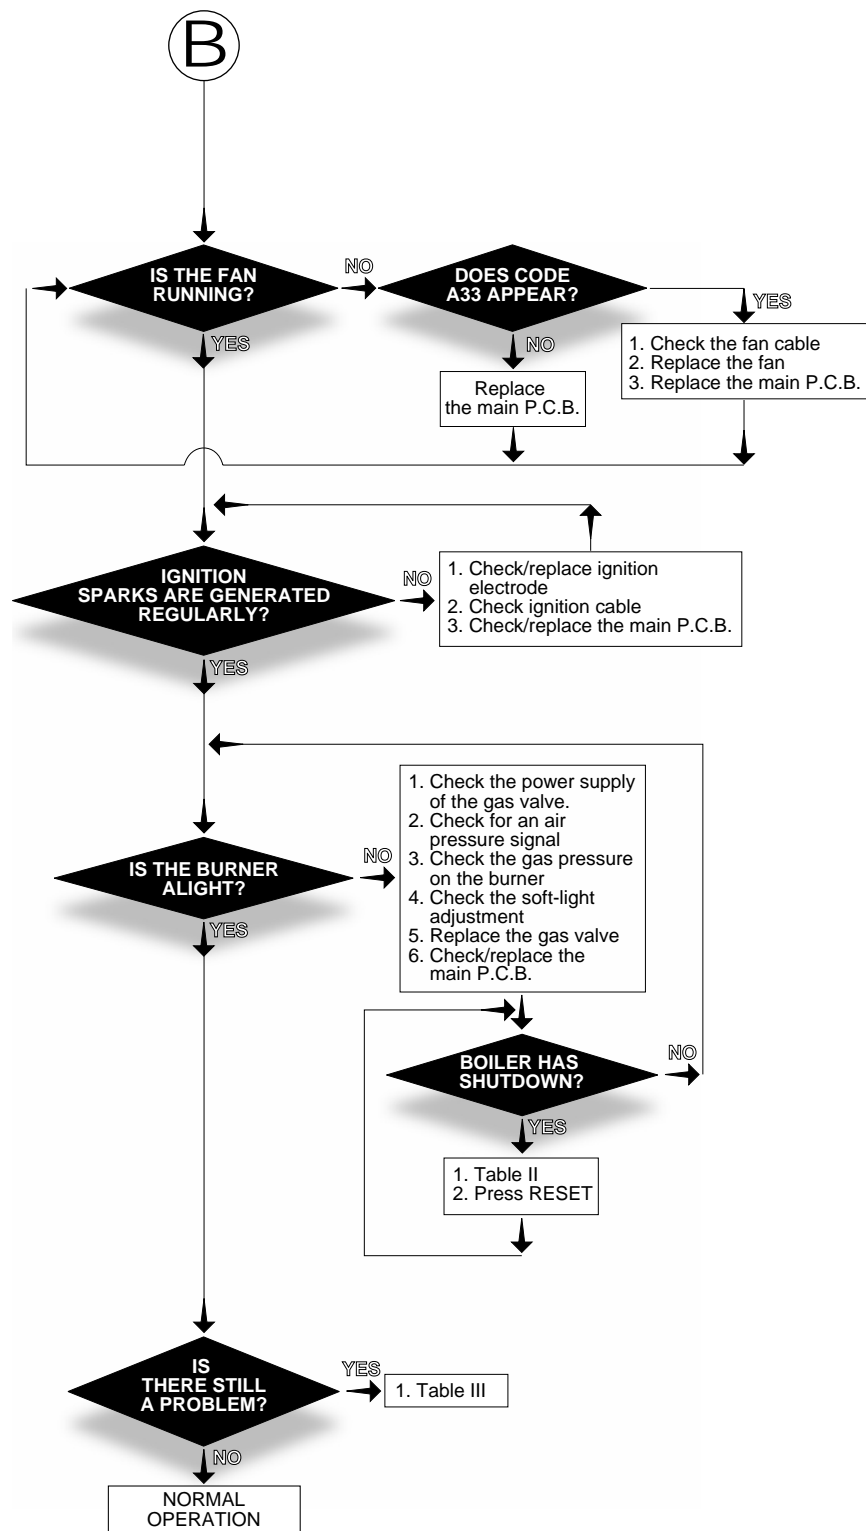 B
IS THE FAN
RUNNING?
NO
DOES CODE
A33 APPEAR?
YES
YES
NO
1. Check the fan cable
2. Replace the fan
3. Replace the main P.C.B.
Replace
the main P.C.B.
IGNITION
SPARKS ARE GENERATED
REGULARLY?
NO
1. Check/replace ignition
electrode
2. Check ignition cable
3. Check/replace the main P.C.B.
YES
IS THE BURNER
ALIGHT?
NO
1. Check the power supply
of the gas valve.
2. Check for an air
pressure signal
3. Check the gas pressure
on the burner
4. Check the soft-light
adjustment
5. Replace the gas valve
6. Check/replace the
main P.C.B.
YES
BOILER HAS
SHUTDOWN?
NO
YES
1. Table II
2. Press RESET
IS
THERE STILL
A PROBLEM?
YES
1. Table III
NO
NORMAL
OPERATION